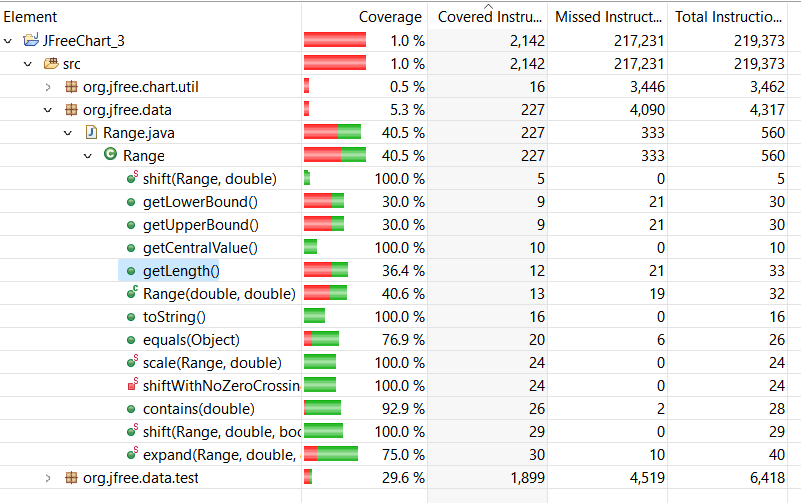 Element Coverage Covered Instru... Missed Instruct... Total Instructio...
JFreeChart_3 1.0 % 2,142 217,231 219,373
src 1.0 % 2,142 217,231 219,373
org.jfree.chart.util 0.5 % 16 3,446 3,462
org.jfree.data 5.3 % 227 4,090 4,317
Range.java 40.5 % 227 333 560
Range 40.5 % 227 333 560
shift(Range, double) 100.0 % 5 0 5
getLowerBound() 30.0 % 9 21 30
getUpperBound() 30.0 % 9 21 30
getCentralValue() 100.0 % 10 0 10
getLength() 36.4 % 12 21 33
Range(double, double) 40.6 % 13 19 32
toString() 100.0 % 16 0 16
equals(Object) 76.9 % 20 6 26
scale(Range, double) 100.0 % 24 0 24
shiftWithNoZeroCrossin 100.0 % 24 0 24
contains(double) 92.9 % 26 2 28
shift(Range, double, boo 100.0 % 29 0 29
expand(Range, double, 75.0 % 30 10 40
org.jfree.data.test 29.6 % 1,899 4,519 6,418